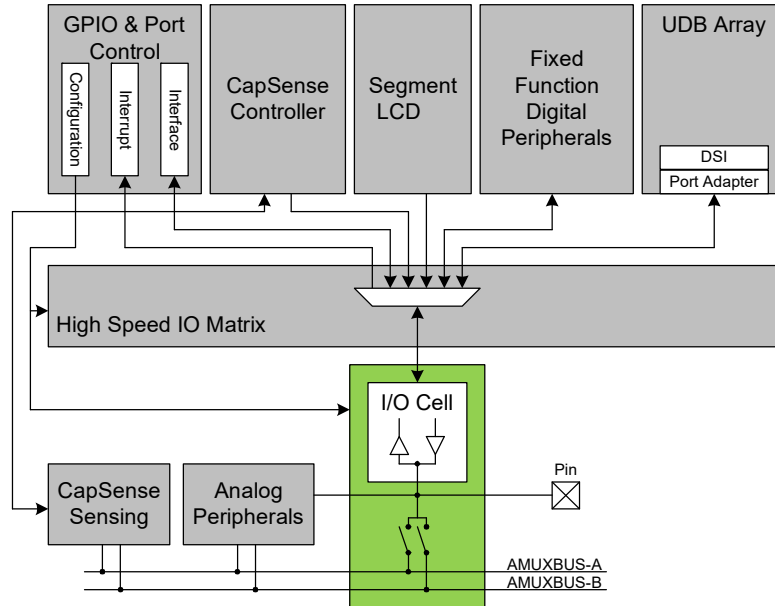 GPIO & Port
Control
Configuration
Interrupt
Interface
CapSense
Controller
Segment
LCD
Fixed
Function
Digital
Peripherals
UDB Array
DSI
Port Adapter
High Speed IO Matrix
I/O Cell
Pin
CapSense
Sensing
Analog
Peripherals
AMUXBUS-A
AMUXBUS-B